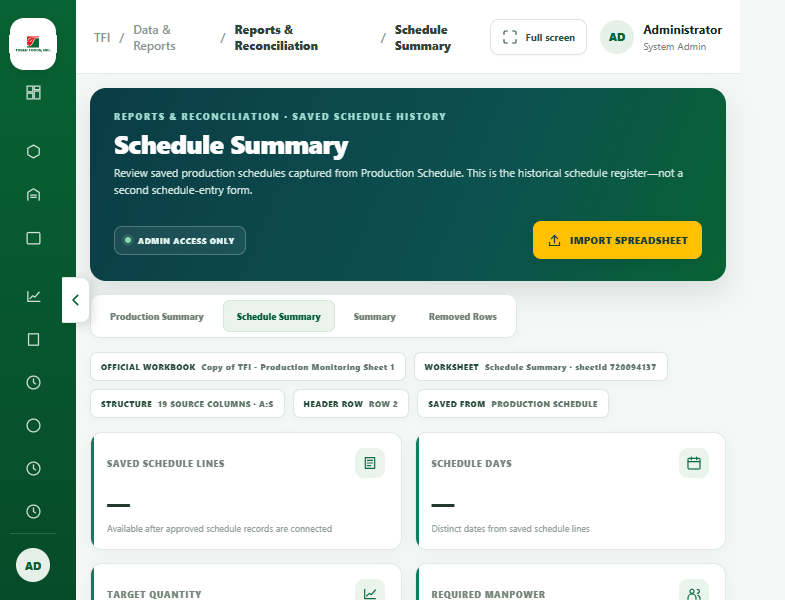 TFI / Data & Reports / Reports & Reconciliation / Schedule Summary
Full screen
AD
Administrator
System Admin
REPORTS & RECONCILIATION • SAVED SCHEDULE HISTORY
Schedule Summary
Review saved production schedules captured from Production Schedule. This is the historical schedule register—not a
second schedule-entry form.
ADMIN ACCESS ONLY
IMPORT SPREADSHEET
Production Summary
Schedule Summary
Summary
Removed Rows
OFFICIAL WORKBOOK Copy of TFI - Production Monitoring Sheet 1
WORKSHEET Schedule Summary · sheetId 720094137
STRUCTURE 19 SOURCE COLUMNS · A:S
HEADER ROW ROW 2
SAVED FROM PRODUCTION SCHEDULE
SAVED SCHEDULE LINES
—
Available after approved schedule records are connected
SCHEDULE DAYS
—
Distinct dates from saved schedule lines
TARGET QUANTITY
REQUIRED MANPOWER
AD